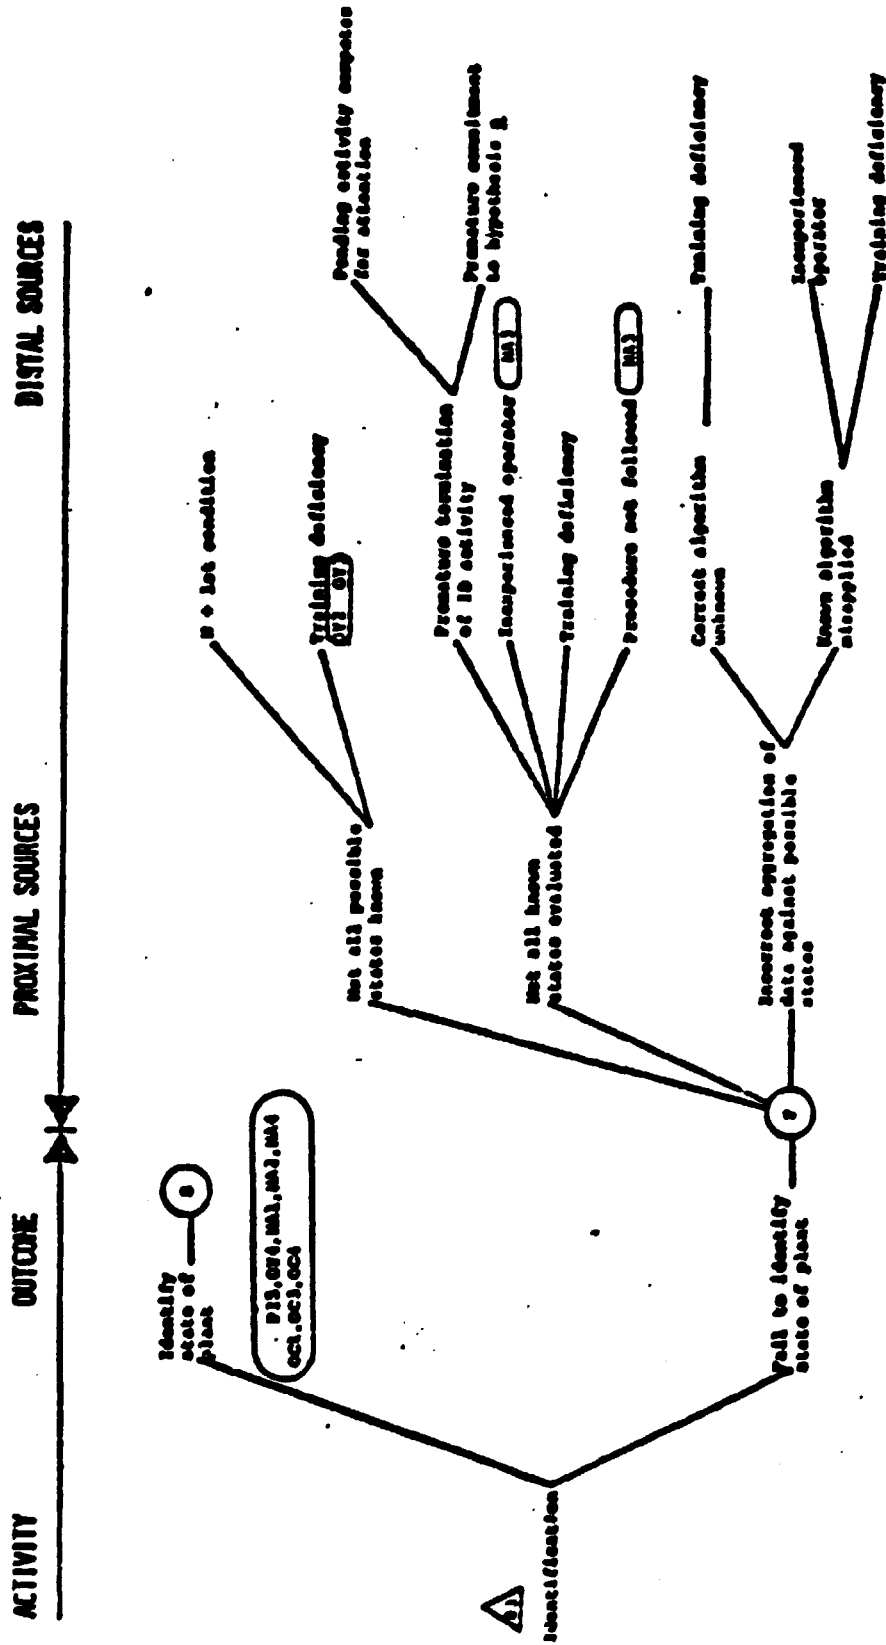 ACTIVITY OUTCOME PROXIMAL SOURCES DISTAL SOURCES
Identification
Identify
state of
plant
8
Fail to identify
state of plant
7
Not all possible
states known
N + 1st condition
Training deficiency
Not all known
states evaluated
Premature termination
of ID activity
Pending activity competes
for attention
Premature commitment
to hypothesis
Inexperienced operator
Training deficiency
Procedure not followed
Incorrect aggregation of
data against possible
states
Correct algorithm
unknown
Training deficiency
Known algorithm
misapplied
Inexperienced
operator
Training deficiency